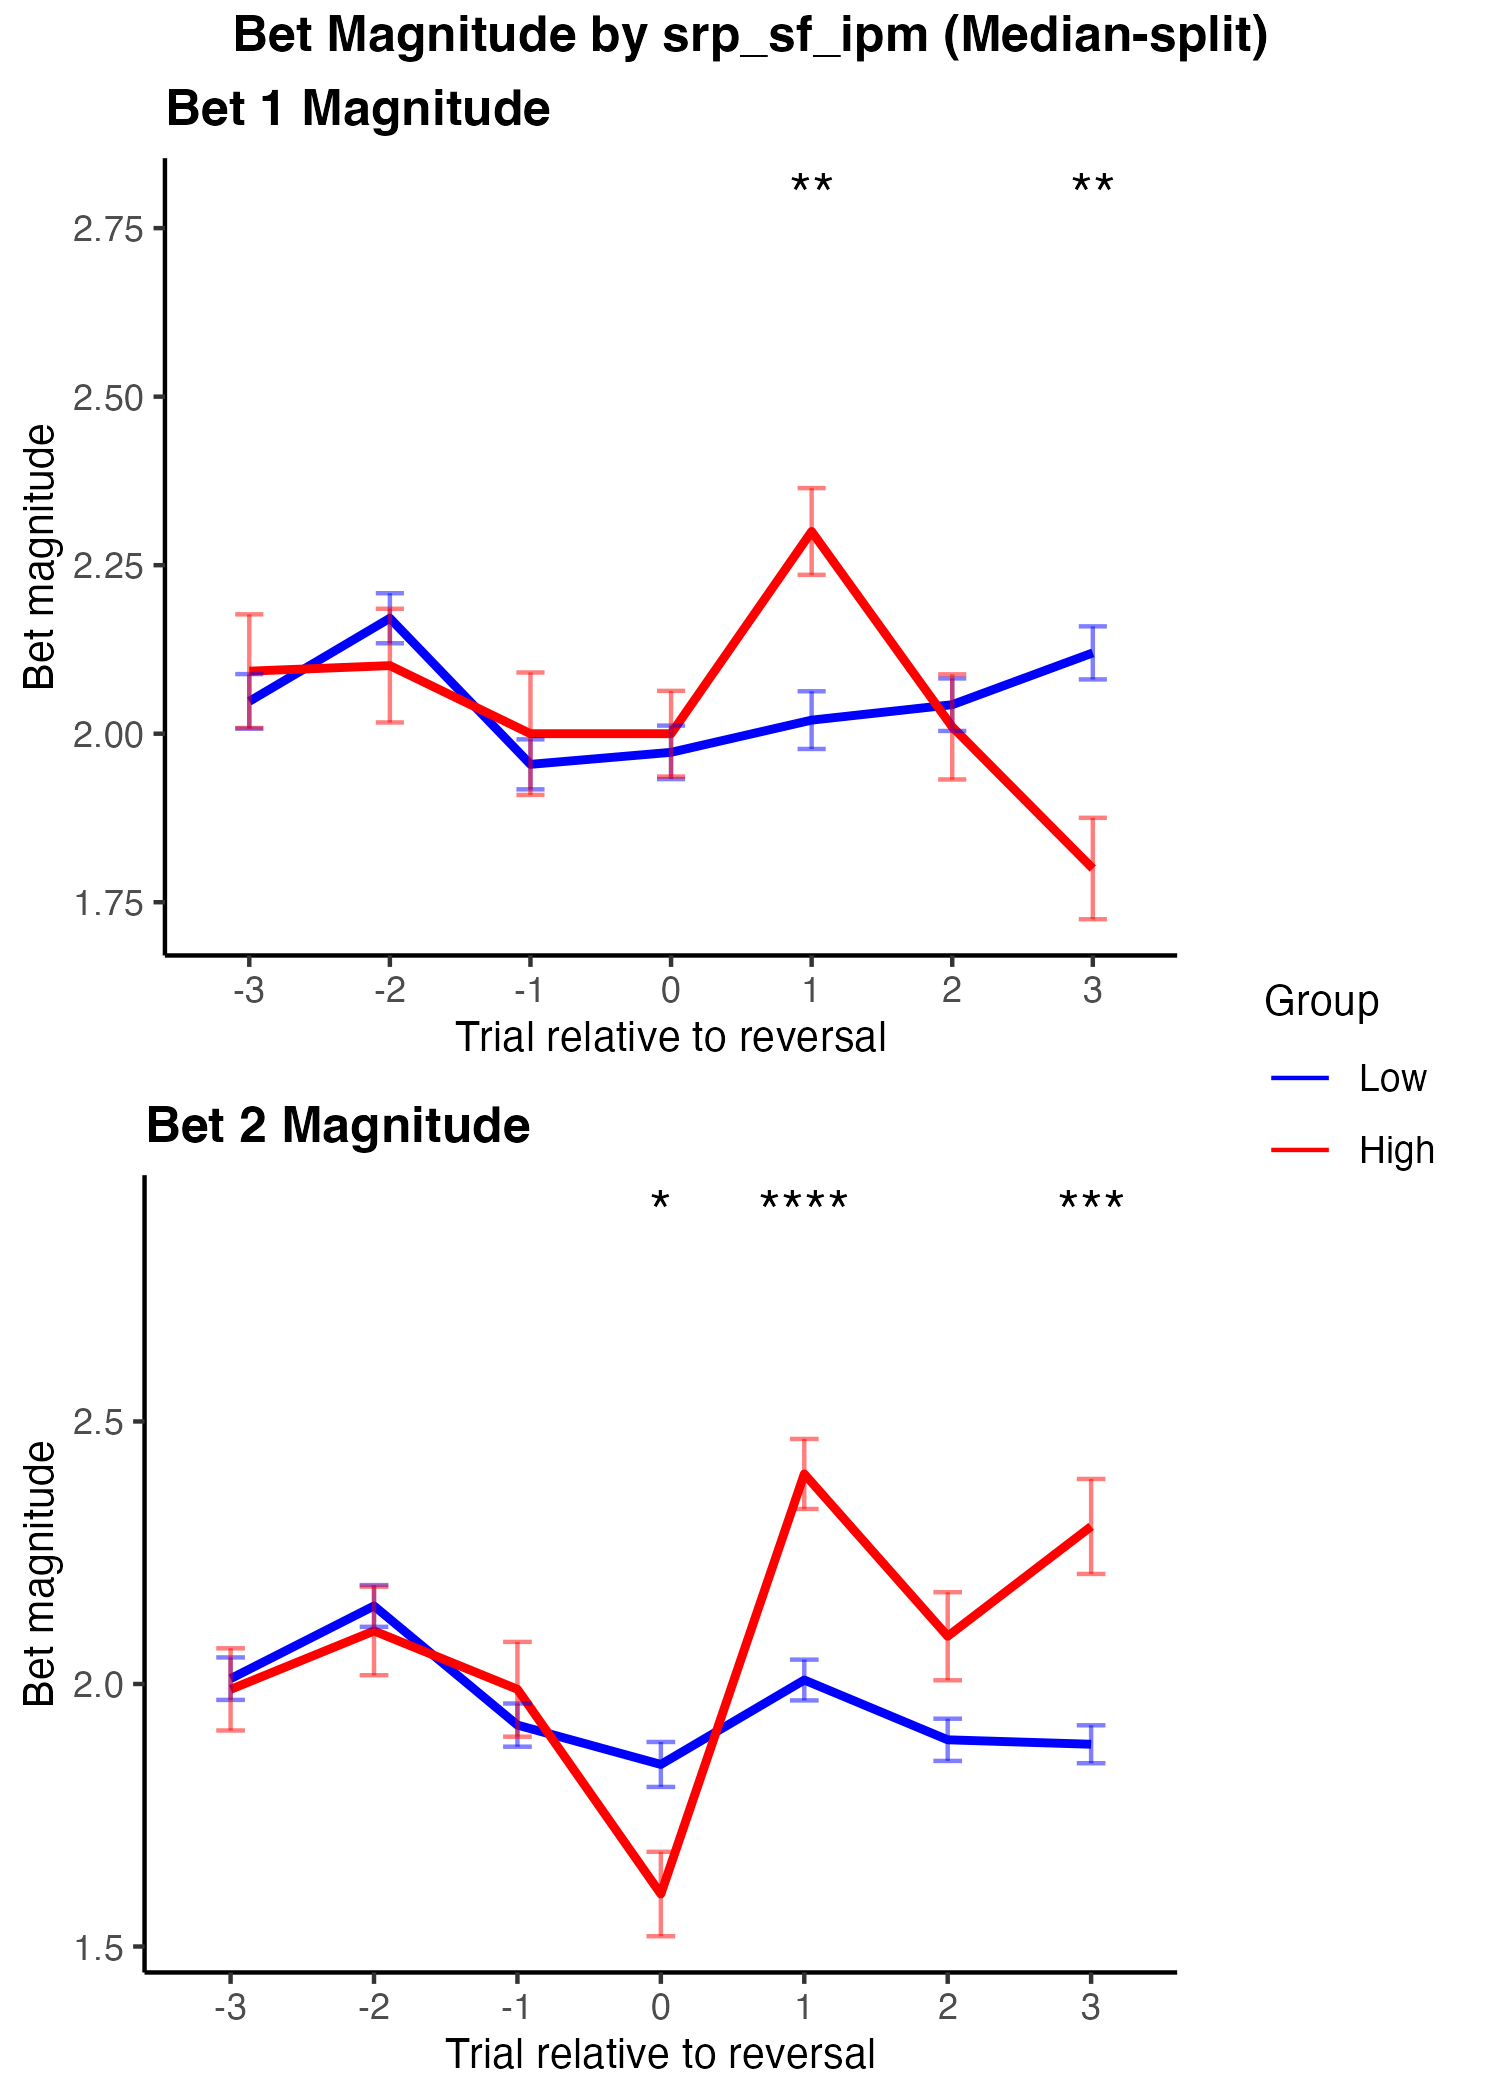 Bet Magnitude by srp_sf_ipm (Median-split)
Bet 1 Magnitude
** **
2.75
2.50
2.25
2.00
1.75
Bet magnitude
-3 -2 -1 0 1 2 3
Trial relative to reversal
Group
Low
High
Bet 2 Magnitude
* **** ***
2.5
2.0
1.5
Bet magnitude
-3 -2 -1 0 1 2 3
Trial relative to reversal